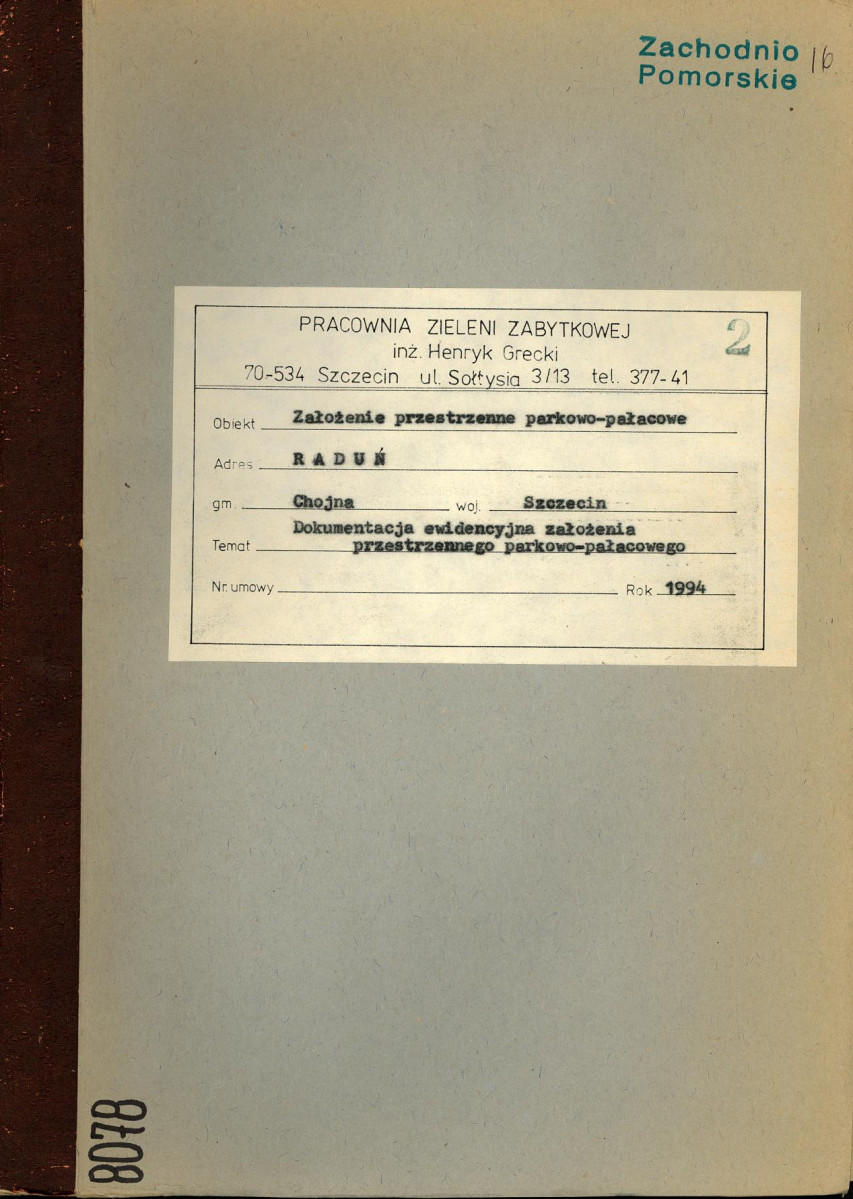 Zachodnio 16
Pomorskie
PRACOWNIA ZIELENI ZABYTKOWEJ 2
inż. Henryk Grecki
70-534 Szczecin ul. Sołtysia 3/13 tel. 377-41
Obiekt Założenie przestrzenne parkowo-pałacowe
Adres RADUŃ
gm. Chojna woj. Szczecin
Dokumentacja ewidencyjna założenia
Temat przestrzennego parkowo-pałacowego
Nr. umowy Rok 1994
8078